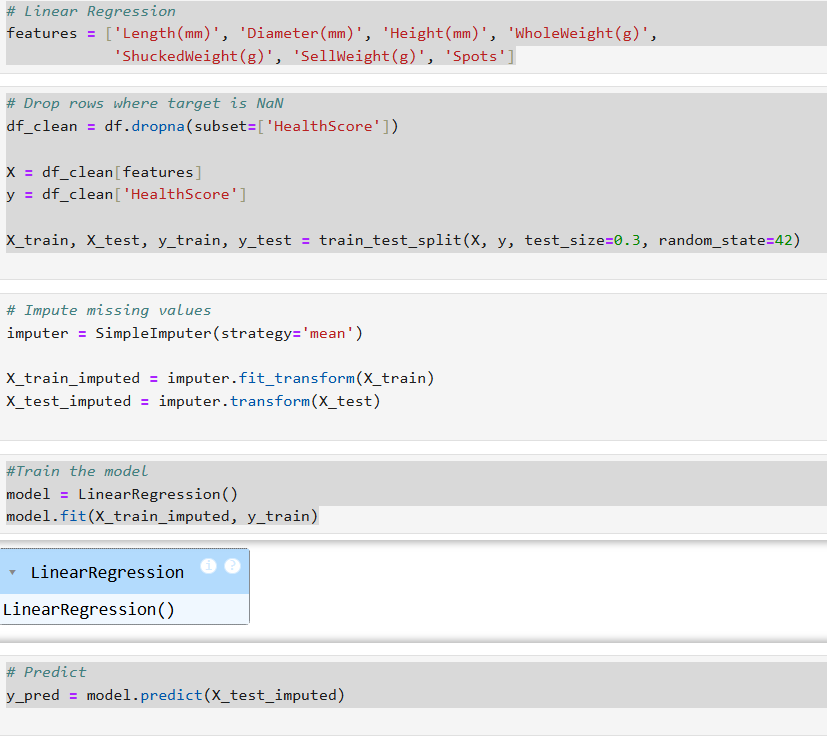 # Linear Regression
features = ['Length(mm)', 'Diameter(mm)', 'Height(mm)', 'WholeWeight(g)',
            'ShuckedWeight(g)', 'SellWeight(g)', 'Spots']
# Drop rows where target is NaN
df_clean = df.dropna(subset=['HealthScore'])
X = df_clean[features]
y = df_clean['HealthScore']
X_train, X_test, y_train, y_test = train_test_split(X, y, test_size=0.3, random_state=42)
# Impute missing values
imputer = SimpleImputer(strategy='mean')
X_train_imputed = imputer.fit_transform(X_train)
X_test_imputed = imputer.transform(X_test)
#Train the model
model = LinearRegression()
model.fit(X_train_imputed, y_train)
LinearRegression i ?
LinearRegression()
# Predict
y_pred = model.predict(X_test_imputed)